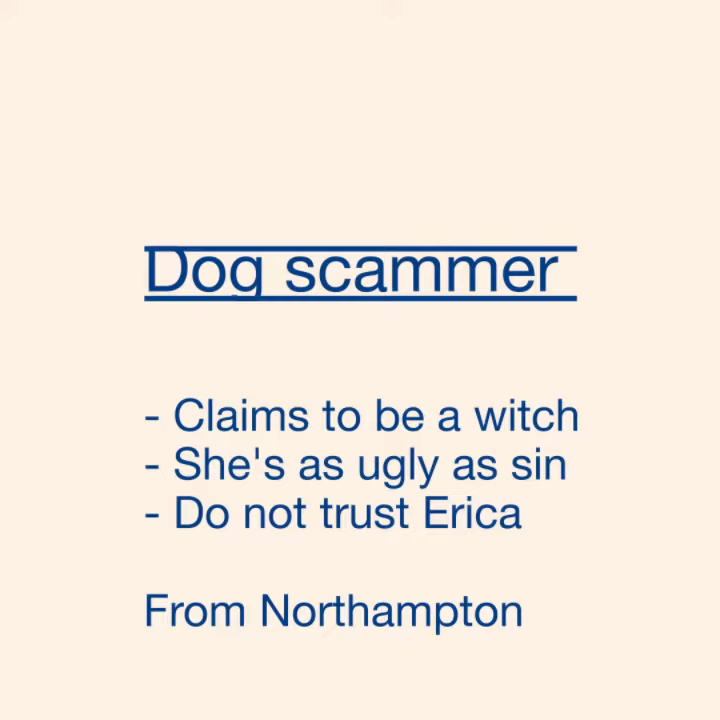 Dog scammer
- Claims to be a witch
- She's as ugly as sin
- Do not trust Erica
From Northampton